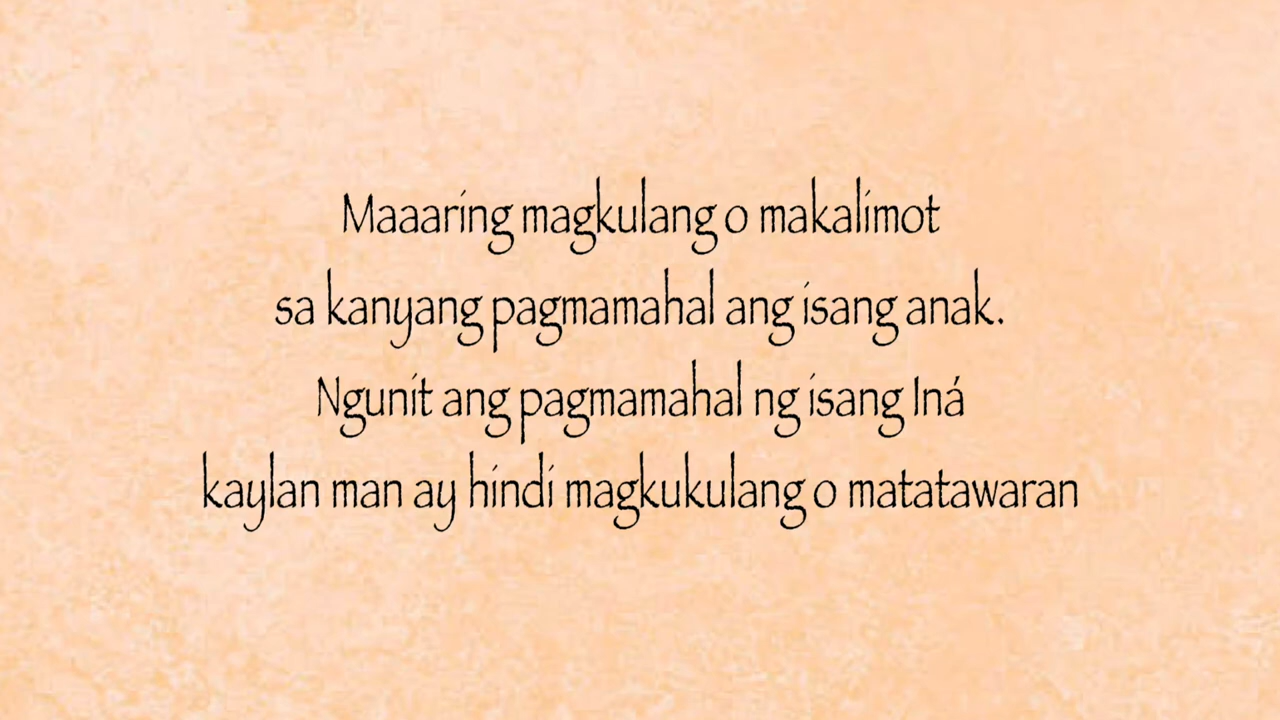 Maaaring magkulang o makalimot
sa kanyang pagmamahal ang isang anak.
Ngunit ang pagmamahal ng isang Iná
kaylan man ay hindi magkukulang o matatawaran